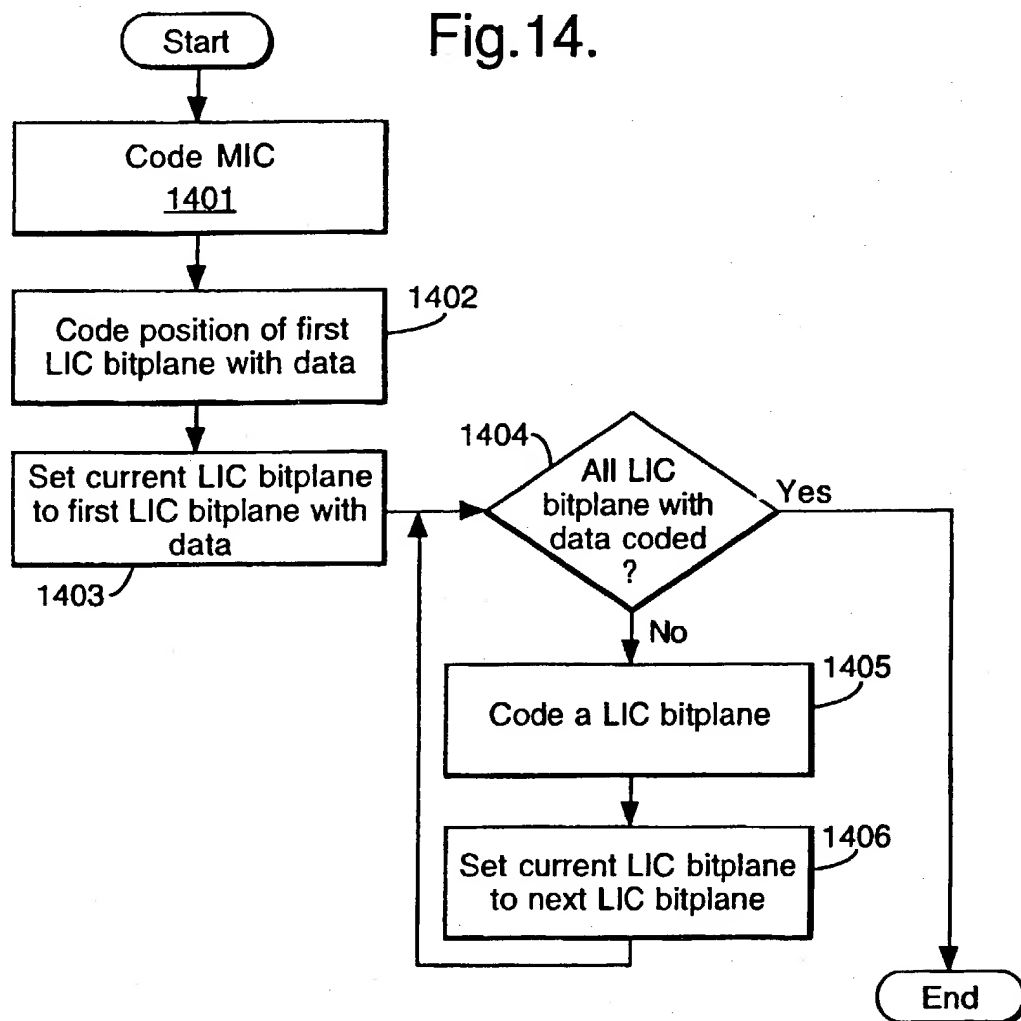 Fig.14.
Start
Code MIC
1401
1402
Code position of first
LIC bitplane with data
Set current LIC bitplane
to first LIC bitplane with
data
1403
1404
All LIC
bitplane with
data coded
?
Yes
No
1405
Code a LIC bitplane
1406
Set current LIC bitplane
to next LIC bitplane
End